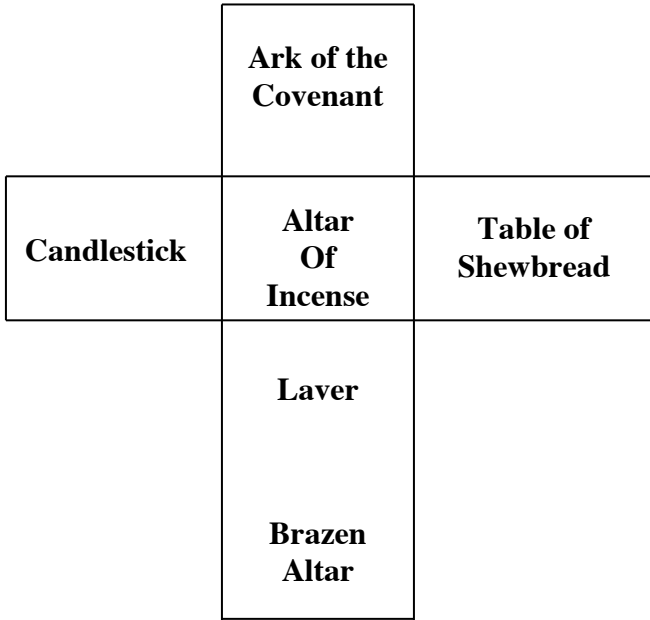 Ark of the
Covenant
Candlestick
Altar
Of
Incense
Table of
Shewbread
Laver
Brazen
Altar